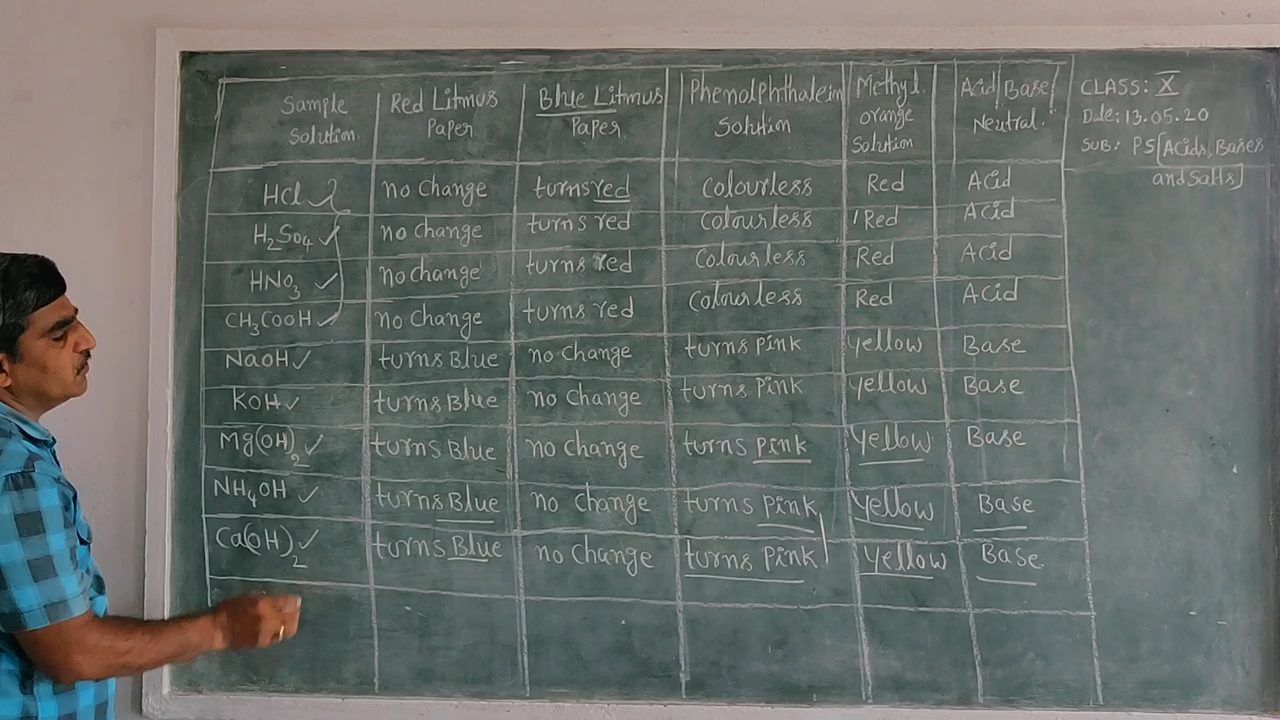 Sample Solution | Red Litmus Paper | Blue Litmus Paper | Phenolphthalein Solution | Methyl orange Solution | Acid/Base/Neutral.
HCl | no change | turns red | colourless | Red | Acid
H2SO4 | no change | turns red | colourless | Red | Acid
HNO3 | no change | turns red | colourless | Red | Acid
CH3COOH | no change | turns red | colourless | Red | Acid
NaOH | turns Blue | no change | turns Pink | Yellow | Base
KOH | turns Blue | no change | turns Pink | Yellow | Base
Mg(OH)2 | turns Blue | no change | turns Pink | Yellow | Base
NH4OH | turns Blue | no change | turns Pink | Yellow | Base
Ca(OH)2 | turns Blue | no change | turns Pink | Yellow | Base
CLASS: X
Date: 13.05.20
SUB: PS [Acids, Bases
and Salts]